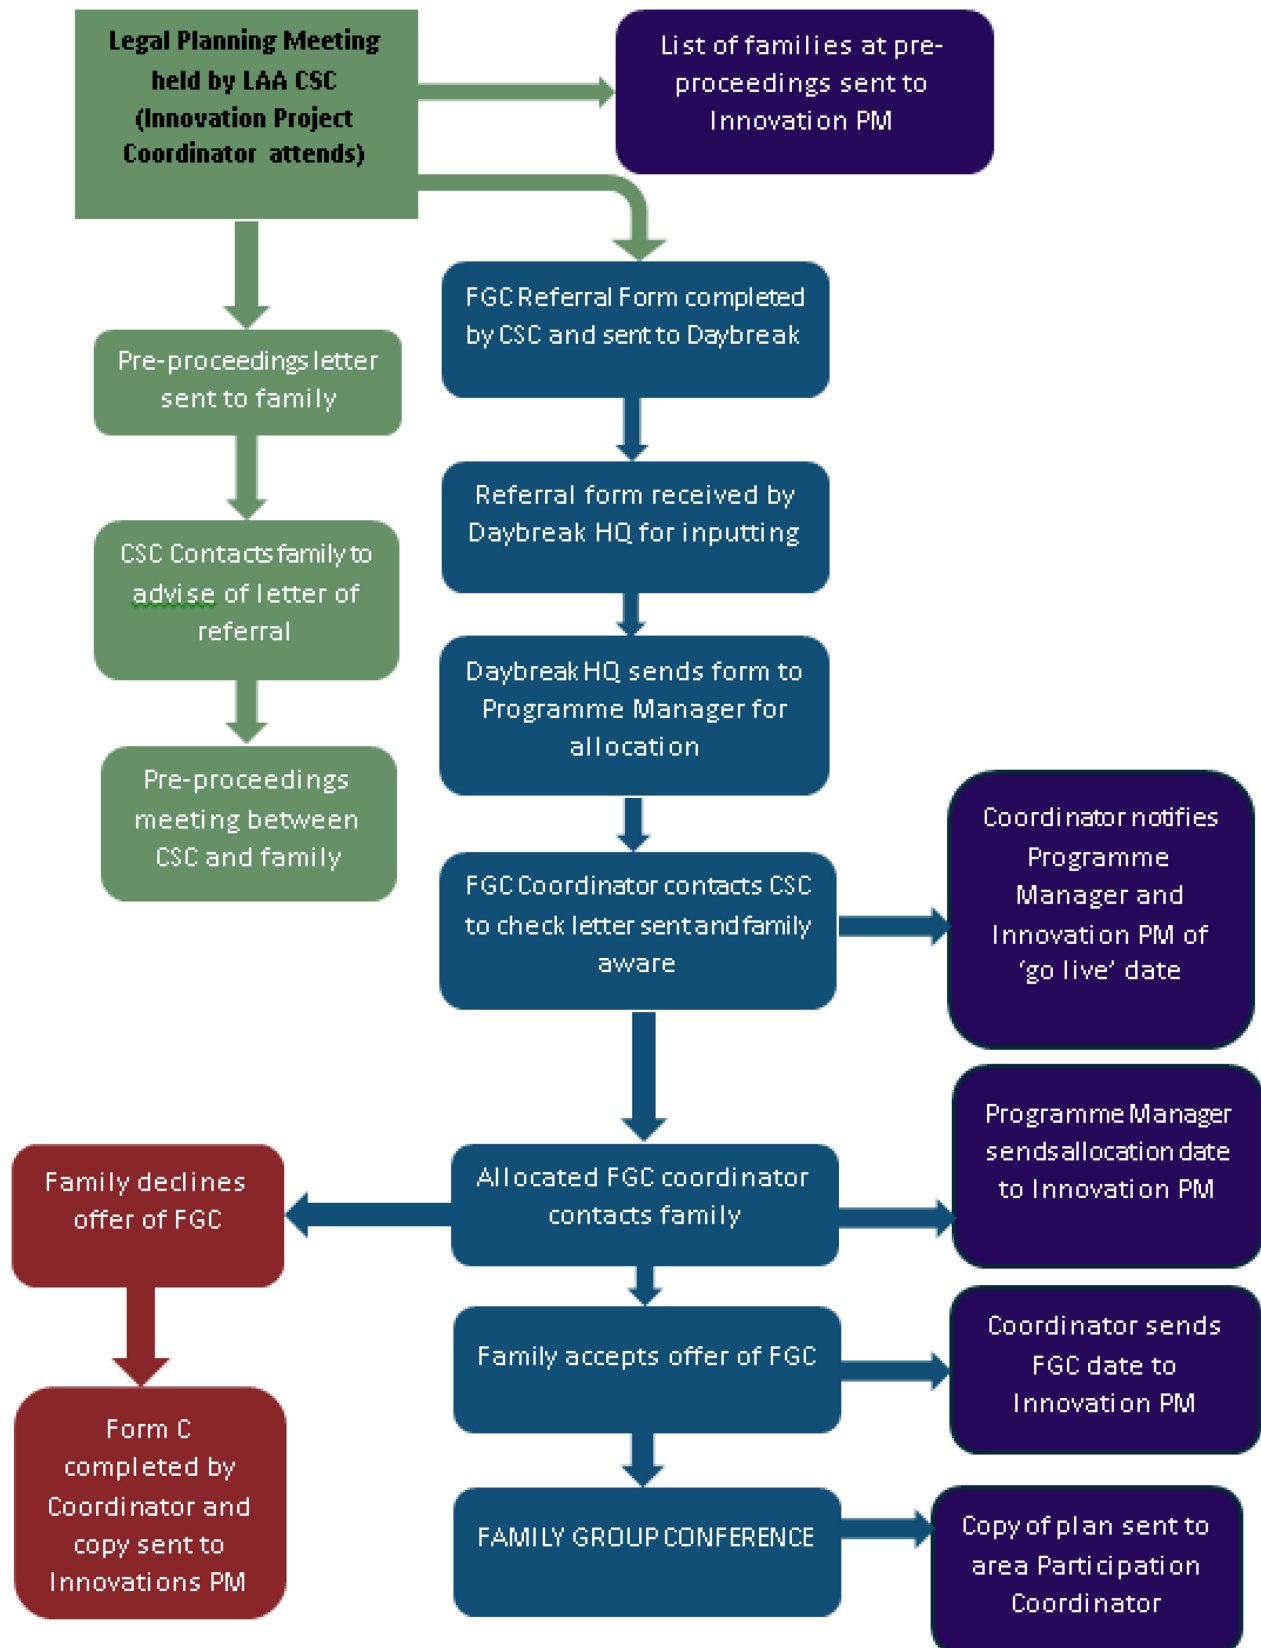 Legal Planning Meeting
held by LAA CSC
(Innovation Project
Coordinator attends)
List of families at pre-
proceedings sent to
Innovation PM
FGC Referral Form completed
by CSC and sent to Daybreak
Pre-proceedings letter
sent to family
Referral form received by
Daybreak HQ for inputting
CSC Contacts family to
advise of letter of
referral
Daybreak HQ sends form to
Programme Manager for
allocation
Pre-proceedings
meeting between
CSC and family
FGC Coordinator contacts CSC
to check letter sent and family
aware
Coordinator notifies
Programme
Manager and
Innovation PM of
‘go live’ date
Allocated FGC coordinator
contacts family
Programme Manager
sends allocation date
to Innovation PM
Family declines
offer of FGC
Family accepts offer of FGC
Coordinator sends
FGC date to
Innovation PM
Form C
completed by
Coordinator and
copy sent to
Innovations PM
FAMILY GROUP CONFERENCE
Copy of plan sent to
area Participation
Coordinator